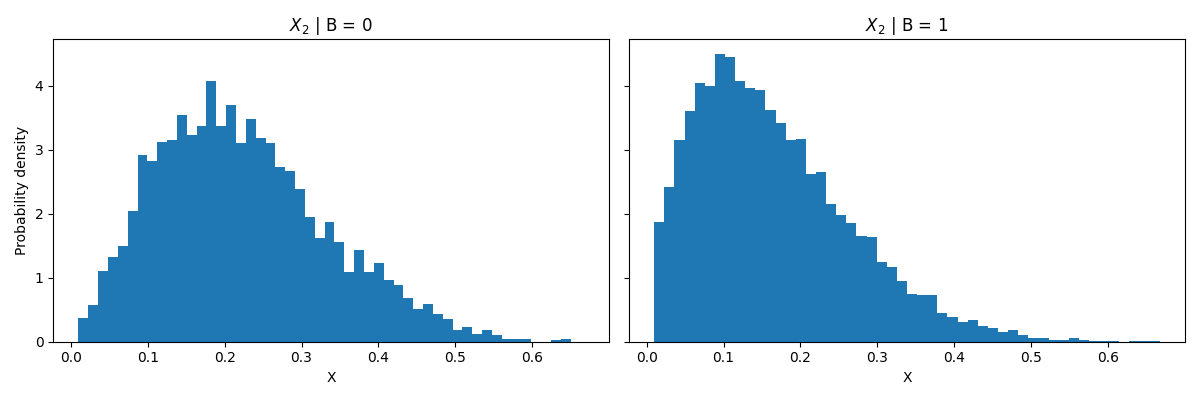 X₂ | B = 0
X₂ | B = 1
Probability density
4
3
2
1
0
0.0 0.1 0.2 0.3 0.4 0.5 0.6
0.0 0.1 0.2 0.3 0.4 0.5 0.6
X
X